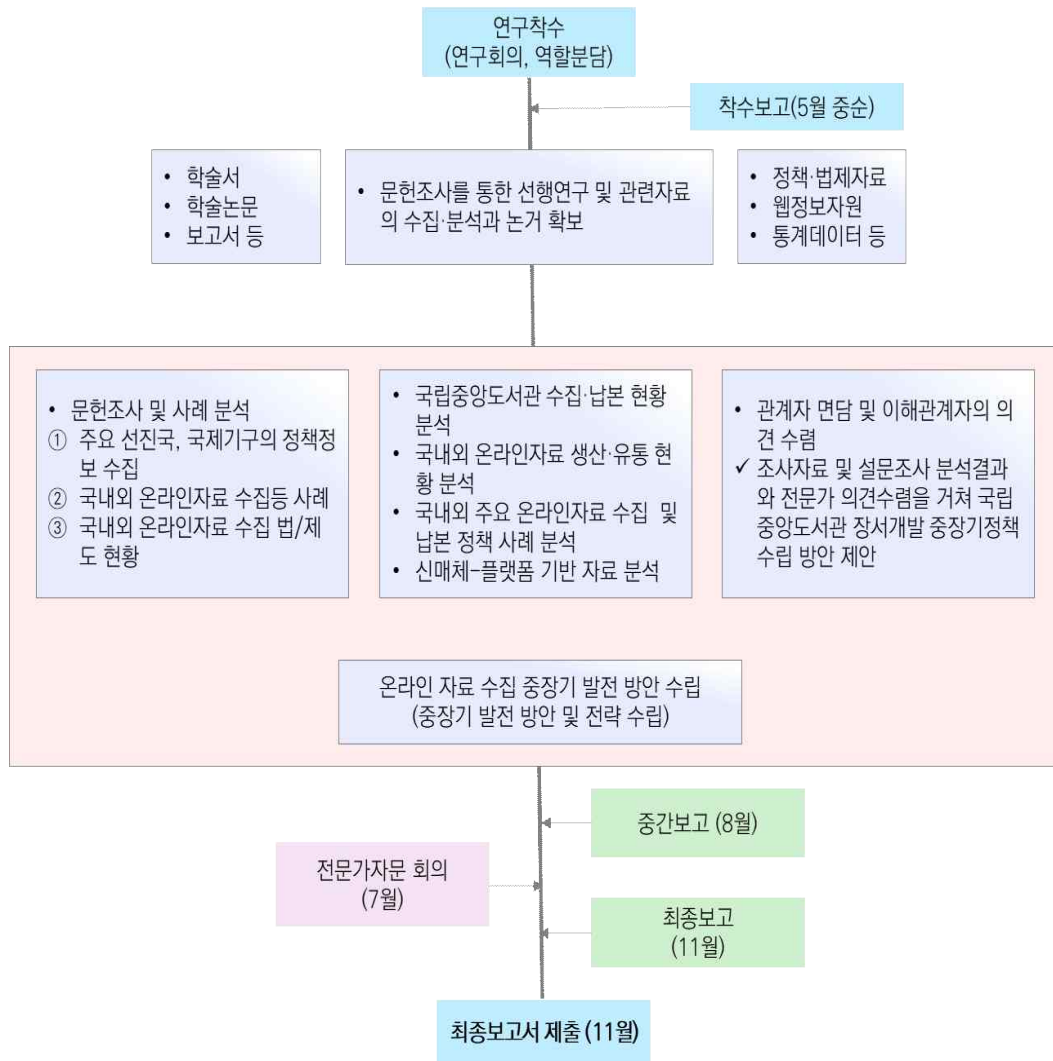 연구착수
(연구회의, 역할분담)
착수보고(5월 중순)
• 학술서
• 학술논문
• 보고서 등
• 문헌조사를 통한 선행연구 및 관련자료
의 수집·분석과 논거 확보
• 정책·법제자료
• 웹정보자원
• 통계데이터 등
• 문헌조사 및 사례 분석
① 주요 선진국, 국제기구의 정책정
보 수집
② 국내외 온라인자료 수집등 사례
③ 국내외 온라인자료 수집 법/제
도 현황
• 국립중앙도서관 수집·납본 현황
분석
• 국내외 온라인자료 생산·유통 현
황 분석
• 국내외 주요 온라인자료 수집 및
납본 정책 사례 분석
• 신매체-플랫폼 기반 자료 분석
• 관계자 면담 및 이해관계자의 의
견 수렴
✓ 조사자료 및 설문조사 분석결과
와 전문가 의견수렴을 거쳐 국립
중앙도서관 장서개발 중장기정책
수립 방안 제안
온라인 자료 수집 중장기 발전 방안 수립
(중장기 발전 방안 및 전략 수립)
중간보고 (8월)
전문가자문 회의
(7월)
최종보고
(11월)
최종보고서 제출 (11월)